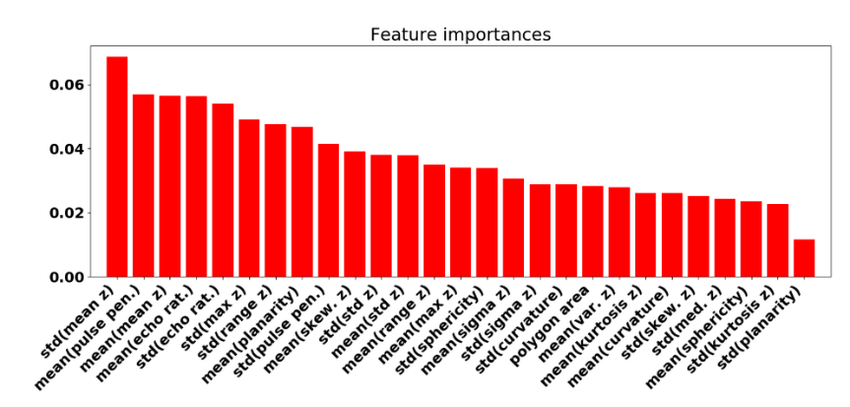 Feature importances
0.06
0.04
0.02
0.00
std(mean z)
mean(pulse pen.)
mean(mean z)
mean(echo rat.)
std(echo rat.)
std(max z)
std(range z)
mean(planarity)
std(pulse pen.)
mean(skew. z)
std(std z)
mean(std z)
mean(range z)
mean(max z)
std(sphericity)
mean(sigma z)
std(sigma z)
std(curvature)
polygon area
mean(var. z)
mean(kurtosis z)
mean(curvature)
std(skew. z)
std(med. z)
mean(sphericity)
std(kurtosis z)
std(planarity)